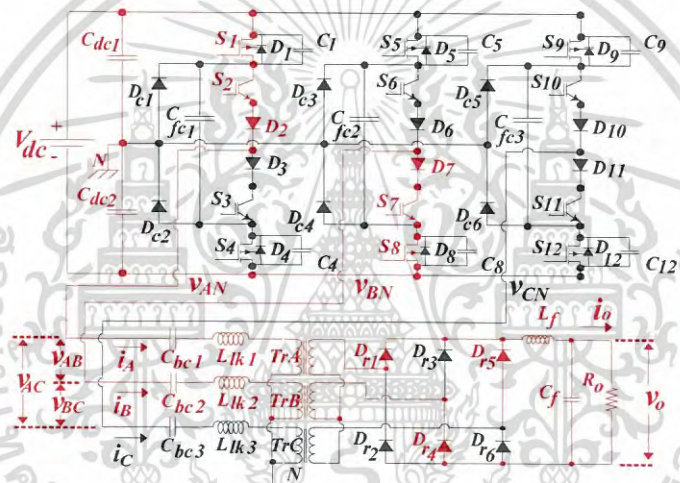 Cdc1 S1 D1 C1 S5 D5 C5 S9 D9 C9
Dc1 S2 Dc3 S6 Dc5 S10
Cfc1 D2 Cfc2 D6 Cfc3 D10
Vdc + -
N D3 D7 D11
Cdc2 Dc2 S3 Dc4 S7 Dc6 S11
S4 D4 C4 S8 D8 C8 S12 D12 C12
vAN vBN vCN
Lf io
vAB iA Cbc1 Llk1 TrA Dr1 Dr3 Dr5
vAC iB Cbc2 Llk2 TrB Cf Ro vo
vBC
iC Cbc3 Llk3 TrC Dr2 Dr4 Dr6
N